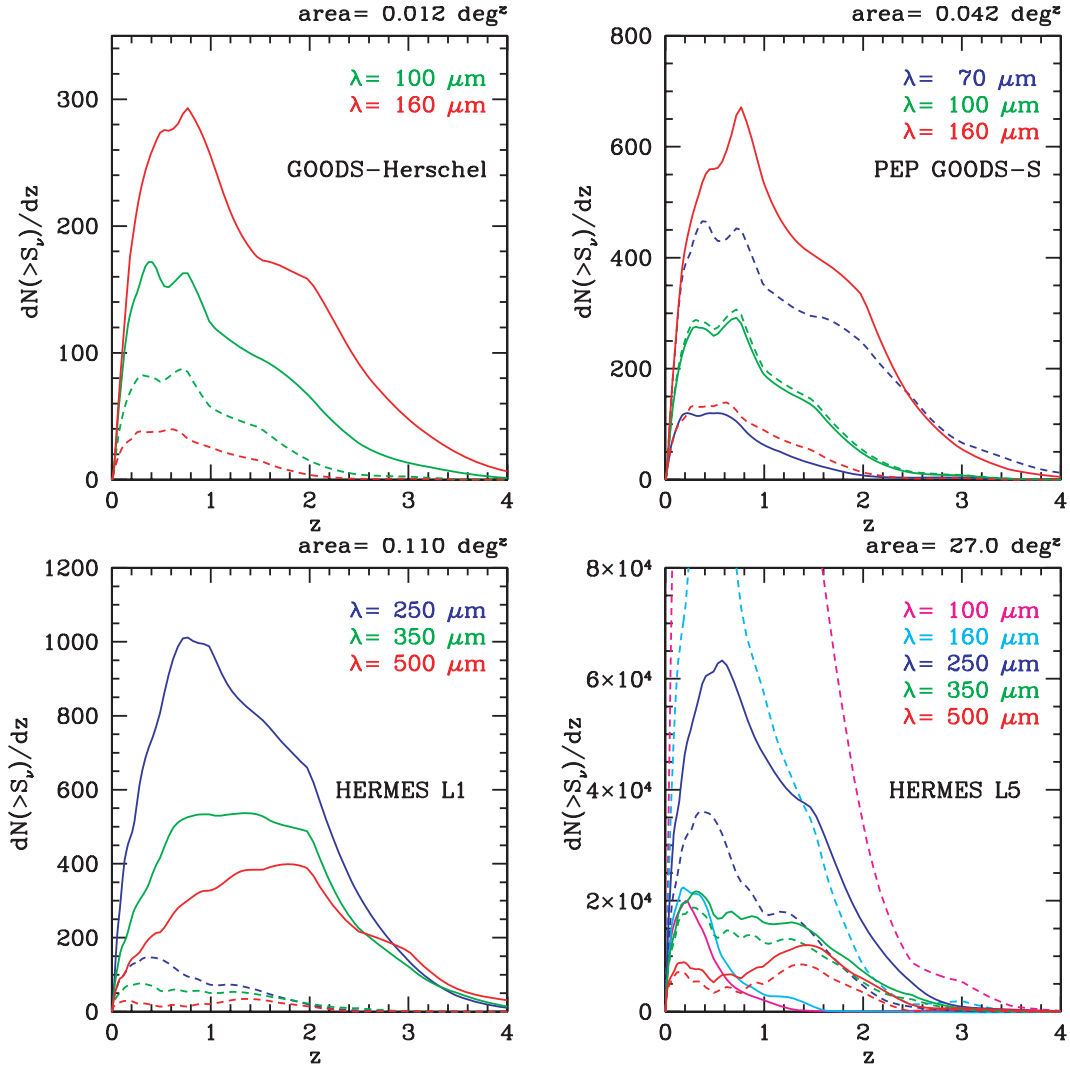 area= 0.012 deg²
λ= 100 μm
λ= 160 μm
GOODS-Herschel
dN(>Sᵥ)/dz
300
200
100
0
0 1 2 3 4
z
area= 0.042 deg²
λ= 70 μm
λ= 100 μm
λ= 160 μm
PEP GOODS-S
dN(>Sᵥ)/dz
800
600
400
200
0
0 1 2 3 4
z
area= 0.110 deg²
λ= 250 μm
λ= 350 μm
λ= 500 μm
HERMES L1
dN(>Sᵥ)/dz
1200
1000
800
600
400
200
0
0 1 2 3 4
z
area= 27.0 deg²
λ= 100 μm
λ= 160 μm
λ= 250 μm
λ= 350 μm
λ= 500 μm
HERMES L5
dN(>Sᵥ)/dz
8×10⁴
6×10⁴
4×10⁴
2×10⁴
0
0 1 2 3 4
z